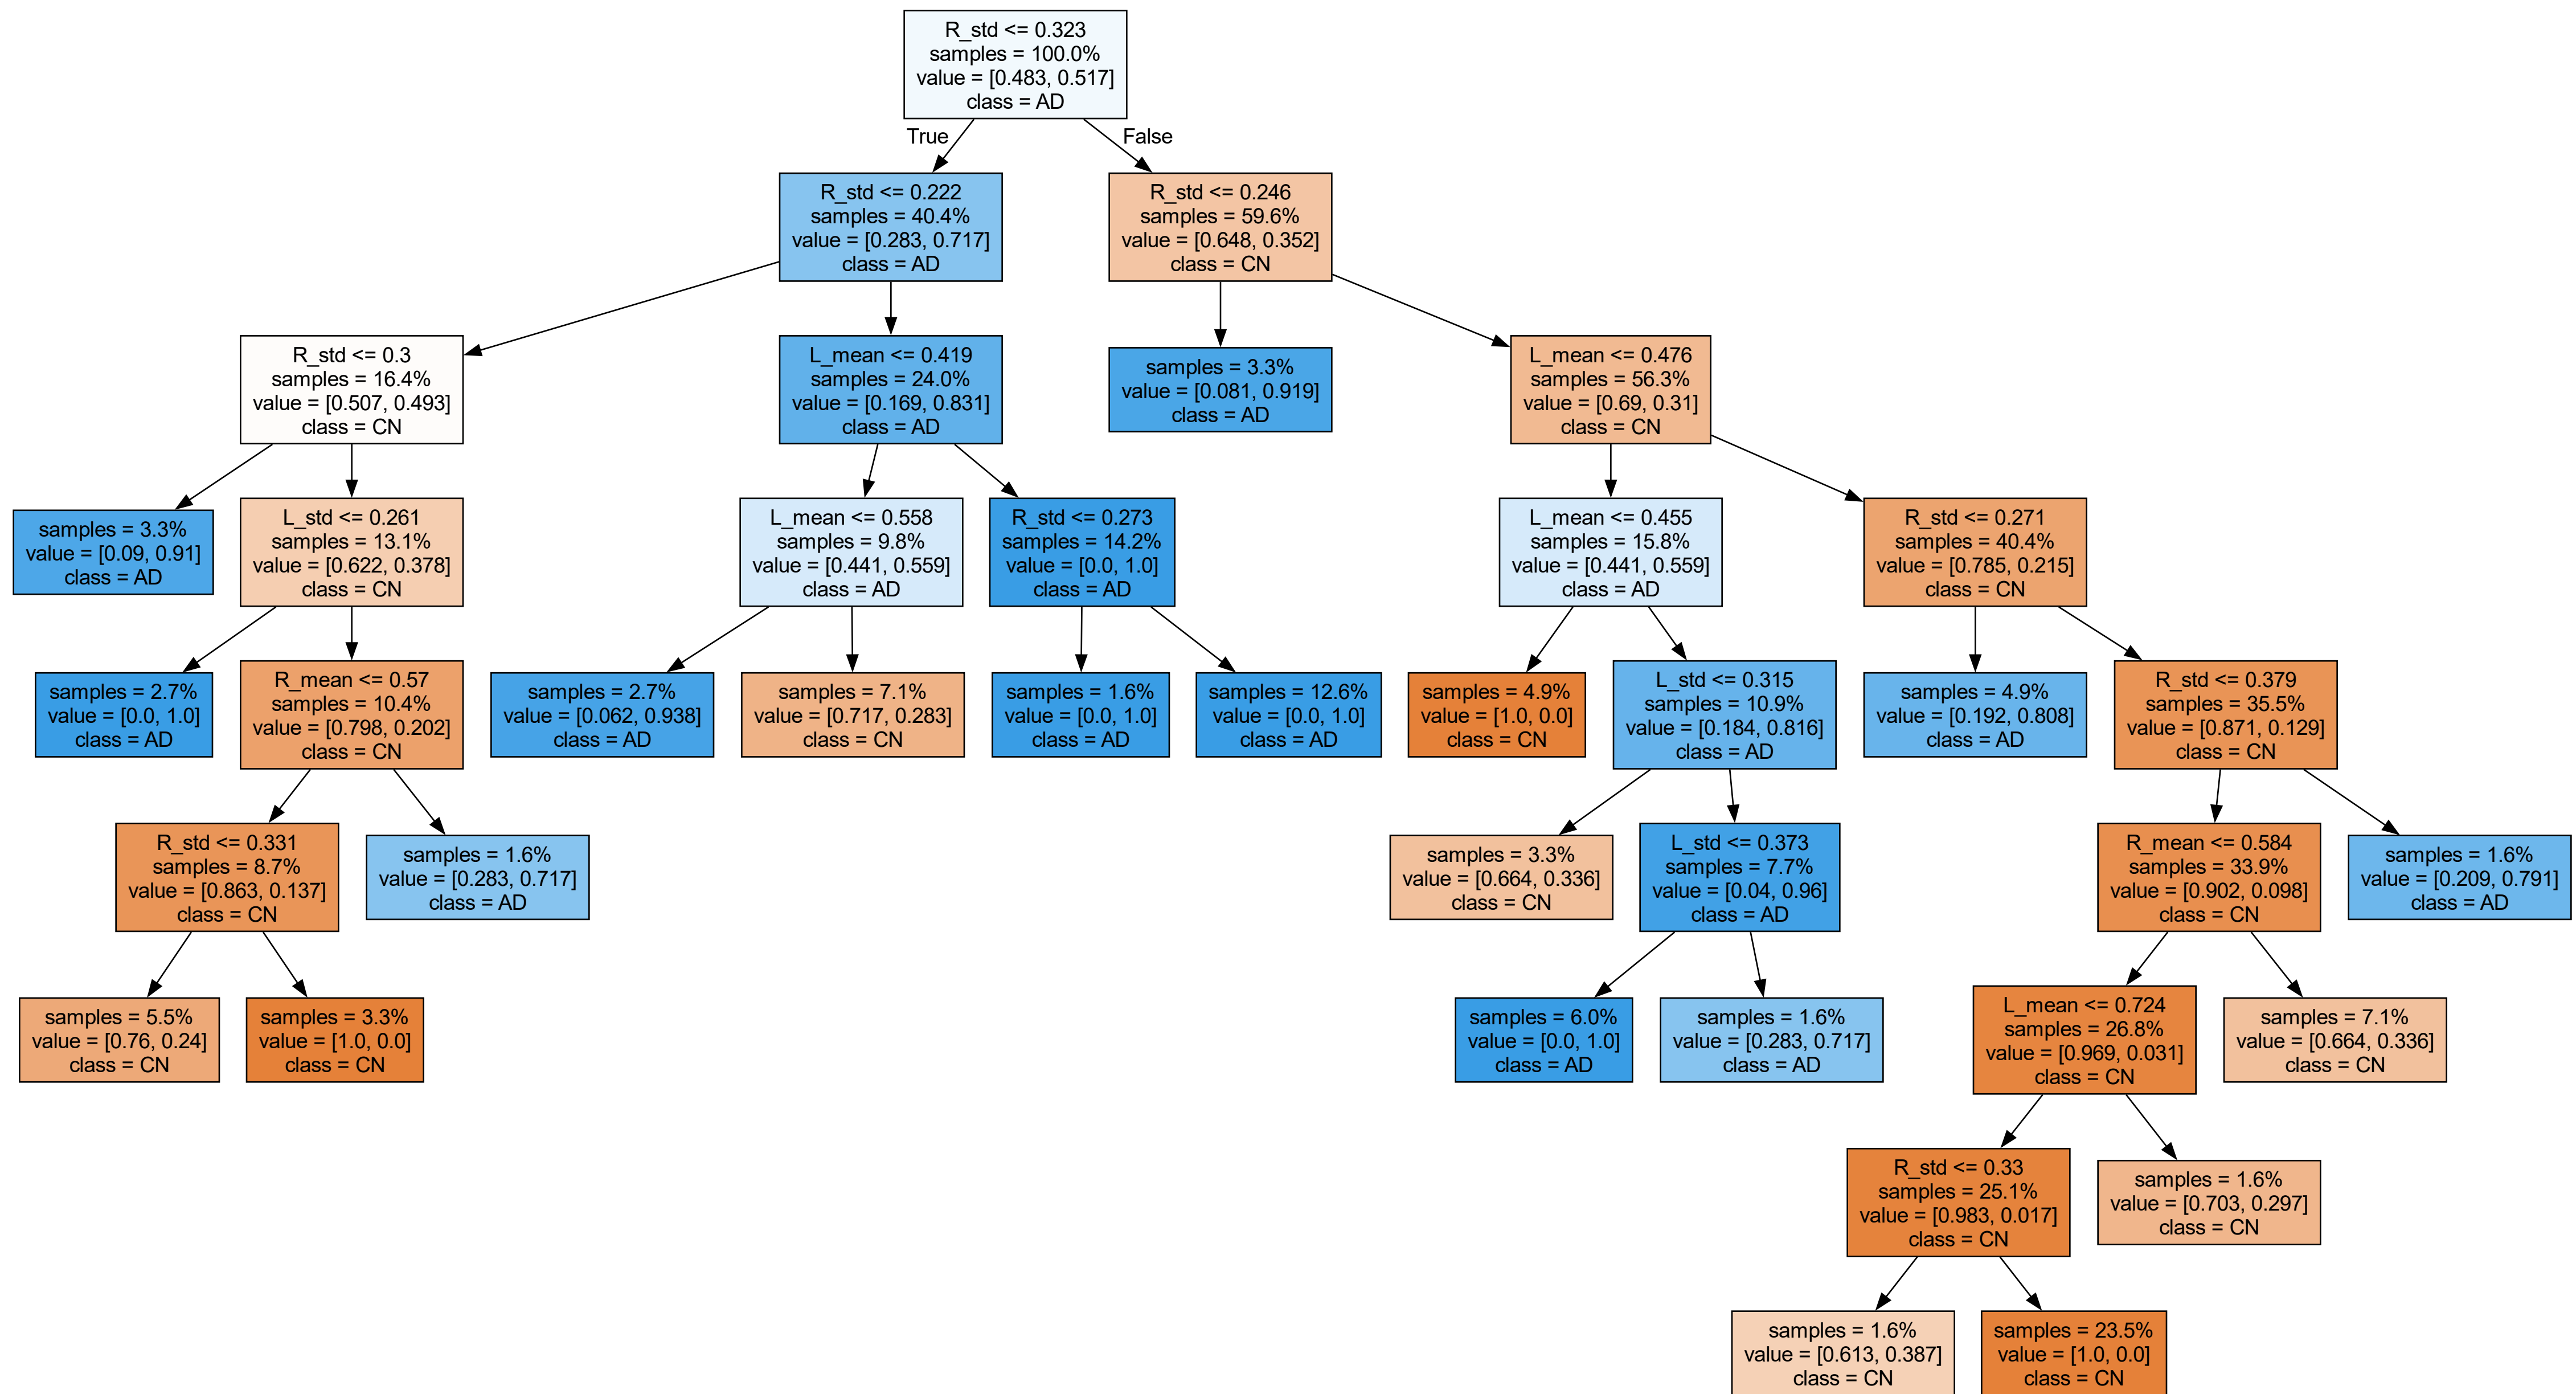 R_std <= 0.323
samples = 100.0%
value = [0.483, 0.517]
class = AD
True
False
R_std <= 0.222
samples = 40.4%
value = [0.283, 0.717]
class = AD
R_std <= 0.246
samples = 59.6%
value = [0.648, 0.352]
class = CN
R_std <= 0.3
samples = 16.4%
value = [0.507, 0.493]
class = CN
L_mean <= 0.419
samples = 24.0%
value = [0.169, 0.831]
class = AD
samples = 3.3%
value = [0.081, 0.919]
class = AD
L_mean <= 0.476
samples = 56.3%
value = [0.69, 0.31]
class = CN
samples = 3.3%
value = [0.09, 0.91]
class = AD
L_std <= 0.261
samples = 13.1%
value = [0.622, 0.378]
class = CN
L_mean <= 0.558
samples = 9.8%
value = [0.441, 0.559]
class = AD
R_std <= 0.273
samples = 14.2%
value = [0.0, 1.0]
class = AD
L_mean <= 0.455
samples = 15.8%
value = [0.441, 0.559]
class = AD
R_std <= 0.271
samples = 40.4%
value = [0.785, 0.215]
class = CN
samples = 2.7%
value = [0.0, 1.0]
class = AD
R_mean <= 0.57
samples = 10.4%
value = [0.798, 0.202]
class = CN
samples = 2.7%
value = [0.062, 0.938]
class = AD
samples = 7.1%
value = [0.717, 0.283]
class = CN
samples = 1.6%
value = [0.0, 1.0]
class = AD
samples = 12.6%
value = [0.0, 1.0]
class = AD
samples = 4.9%
value = [1.0, 0.0]
class = CN
L_std <= 0.315
samples = 10.9%
value = [0.184, 0.816]
class = AD
samples = 4.9%
value = [0.192, 0.808]
class = AD
R_std <= 0.379
samples = 35.5%
value = [0.871, 0.129]
class = CN
R_std <= 0.331
samples = 8.7%
value = [0.863, 0.137]
class = CN
samples = 1.6%
value = [0.283, 0.717]
class = AD
samples = 3.3%
value = [0.664, 0.336]
class = CN
L_std <= 0.373
samples = 7.7%
value = [0.04, 0.96]
class = AD
R_mean <= 0.584
samples = 33.9%
value = [0.902, 0.098]
class = CN
samples = 1.6%
value = [0.209, 0.791]
class = AD
samples = 5.5%
value = [0.76, 0.24]
class = CN
samples = 3.3%
value = [1.0, 0.0]
class = CN
samples = 6.0%
value = [0.0, 1.0]
class = AD
samples = 1.6%
value = [0.283, 0.717]
class = AD
L_mean <= 0.724
samples = 26.8%
value = [0.969, 0.031]
class = CN
samples = 7.1%
value = [0.664, 0.336]
class = CN
R_std <= 0.33
samples = 25.1%
value = [0.983, 0.017]
class = CN
samples = 1.6%
value = [0.703, 0.297]
class = CN
samples = 1.6%
value = [0.613, 0.387]
class = CN
samples = 23.5%
value = [1.0, 0.0]
class = CN